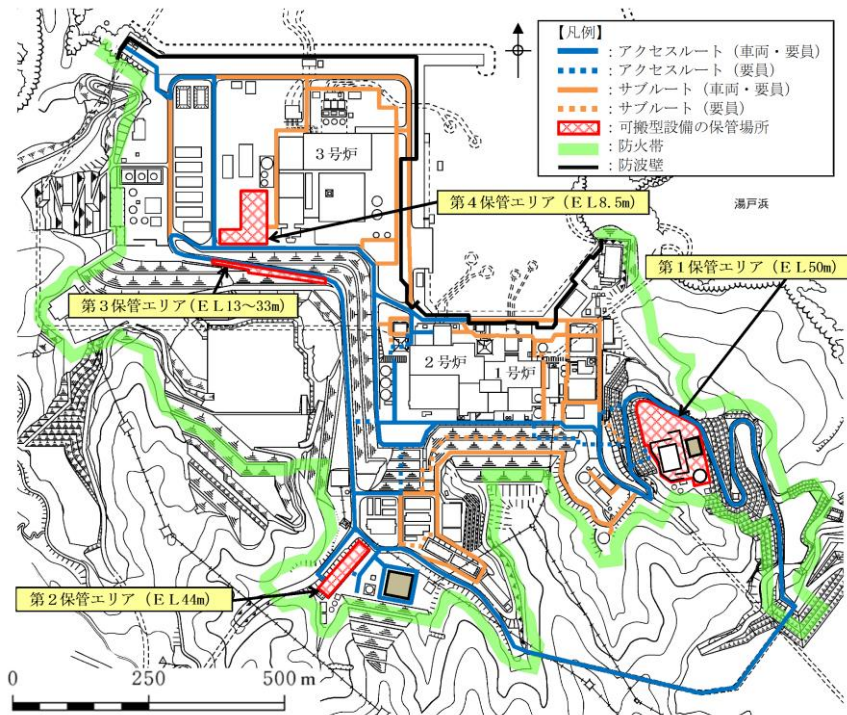 【凡例】
：アクセスルート（車両・要員）
：アクセスルート（要員）
：サブルート（車両・要員）
：サブルート（要員）
：可搬型設備の保管場所
：防火帯
：防波壁
3号炉
第4保管エリア（EL8.5m）
湯戸浜
第1保管エリア（EL50m）
第3保管エリア（EL13～33m）
2号炉
1号炉
第2保管エリア（EL44m）
0 250 500 m